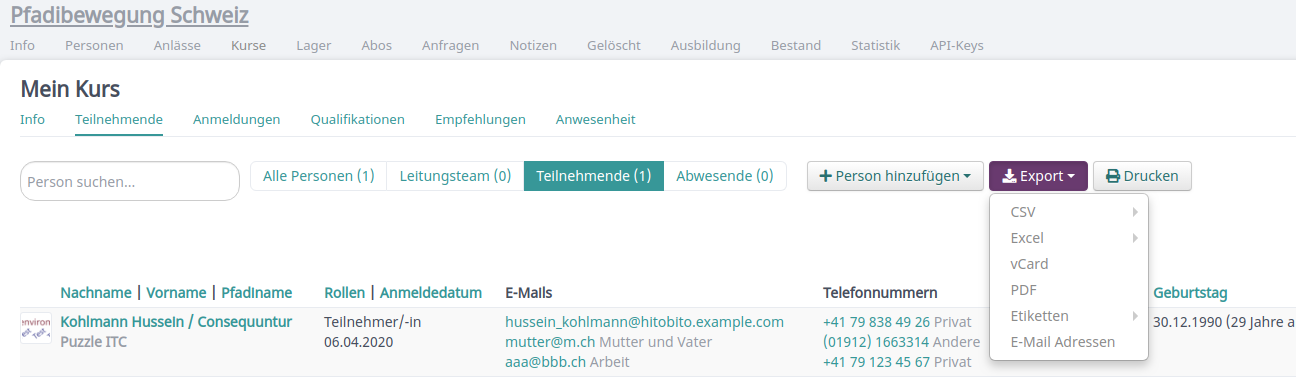 Pfadibewegung Schweiz
Info Personen Anlässe Kurse Lager Abos Anfragen Notizen Gelöscht Ausbildung Bestand Statistik API-Keys
Mein Kurs
Info Teilnehmende Anmeldungen Qualifikationen Empfehlungen Anwesenheit
Person suchen... Alle Personen (1) Leitungsteam (0) Teilnehmende (1) Abwesende (0) Person hinzufügen Export Drucken
CSV
Excel
vCard
PDF
Etiketten
E-Mail Adressen
Nachname | Vorname | Pfadiname Rollen | Anmeldedatum E-Mails Telefonnummern Geburtstag
Kohlmann Hussein / Consequuntur Teilnehmer/-in hussein_kohlmann@hitobito.example.com +41 79 838 49 26 Privat 30.12.1990 (29 Jahre a
Puzzle ITC 06.04.2020 mutter@m.ch Mutter und Vater (01912) 1663314 Andere
aaa@bbb.ch Arbeit +41 79 123 45 67 Privat